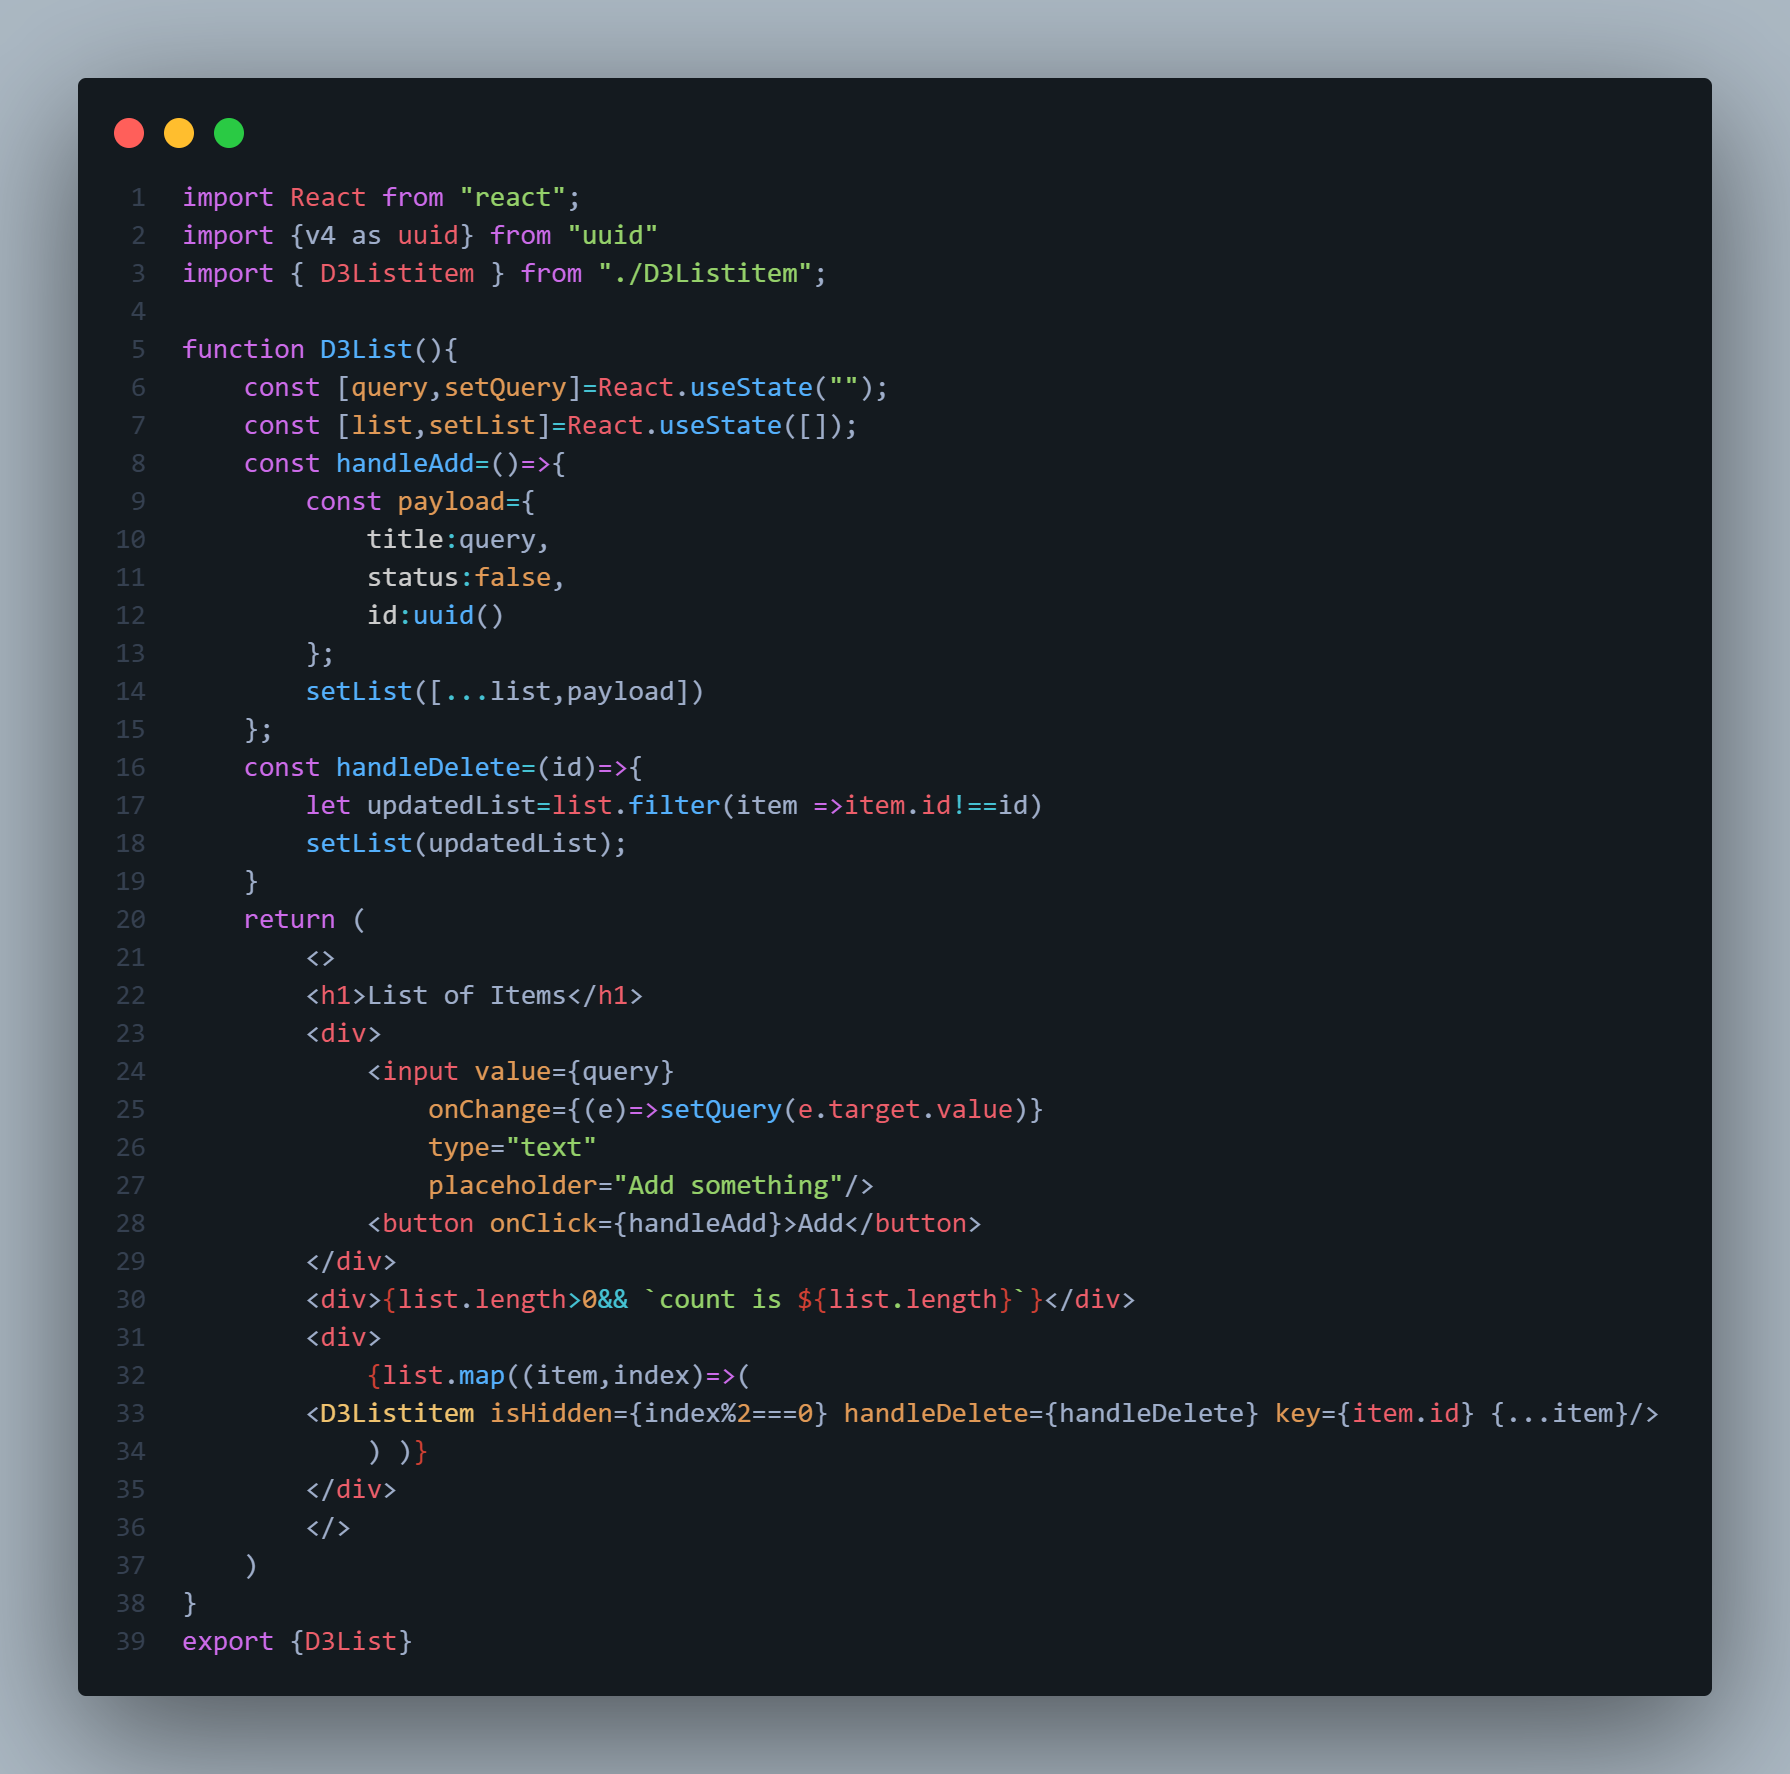 1 import React from "react";
2 import {v4 as uuid} from "uuid"
3 import { D3Listitem } from "./D3Listitem";
4
5 function D3List(){
6     const [query,setQuery]=React.useState("");
7     const [list,setList]=React.useState([]);
8     const handleAdd=()=>{
9         const payload={
10             title:query,
11             status:false,
12             id:uuid()
13         };
14         setList([...list,payload])
15     };
16     const handleDelete=(id)=>{
17         let updatedList=list.filter(item =>item.id!==id)
18         setList(updatedList);
19     }
20     return (
21         <>
22         <h1>List of Items</h1>
23         <div>
24             <input value={query}
25                 onChange={(e)=>setQuery(e.target.value)}
26                 type="text"
27                 placeholder="Add something"/>
28             <button onClick={handleAdd}>Add</button>
29         </div>
30         <div>{list.length>0&& `count is ${list.length}`}</div>
31         <div>
32             {list.map((item,index)=>(
33         <D3Listitem isHidden={index%2===0} handleDelete={handleDelete} key={item.id} {...item}/>
34             ) )}
35         </div>
36         </>
37     )
38 }
39 export {D3List}